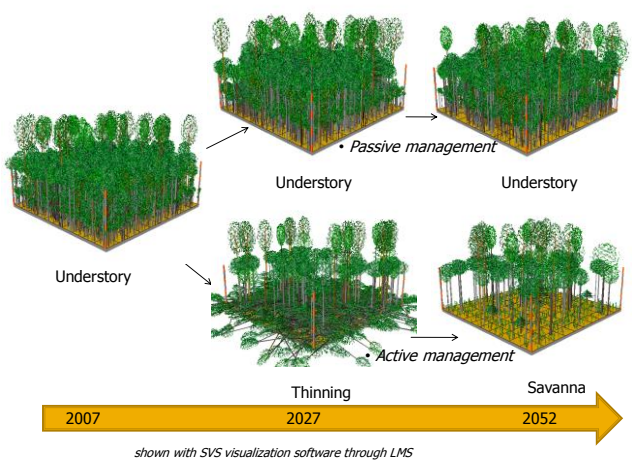 • Passive management
Understory
Understory
Understory
• Active management
Thinning
Savanna
2007
2027
2052
shown with SVS visualization software through LMS